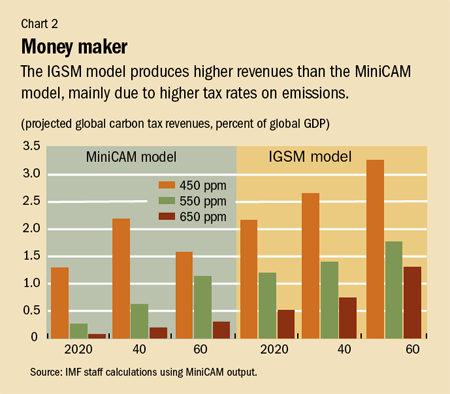 Chart 2
Money maker
The IGSM model produces higher revenues than the MiniCAM
model, mainly due to higher tax rates on emissions.
(projected global carbon tax revenues, percent of global GDP)
3.5
3.0
2.5
2.0
1.5
1.0
0.5
0
MiniCAM model
IGSM model
450 ppm
550 ppm
650 ppm
2020 40 60 2020 40 60
Source: IMF staff calculations using MiniCAM output.